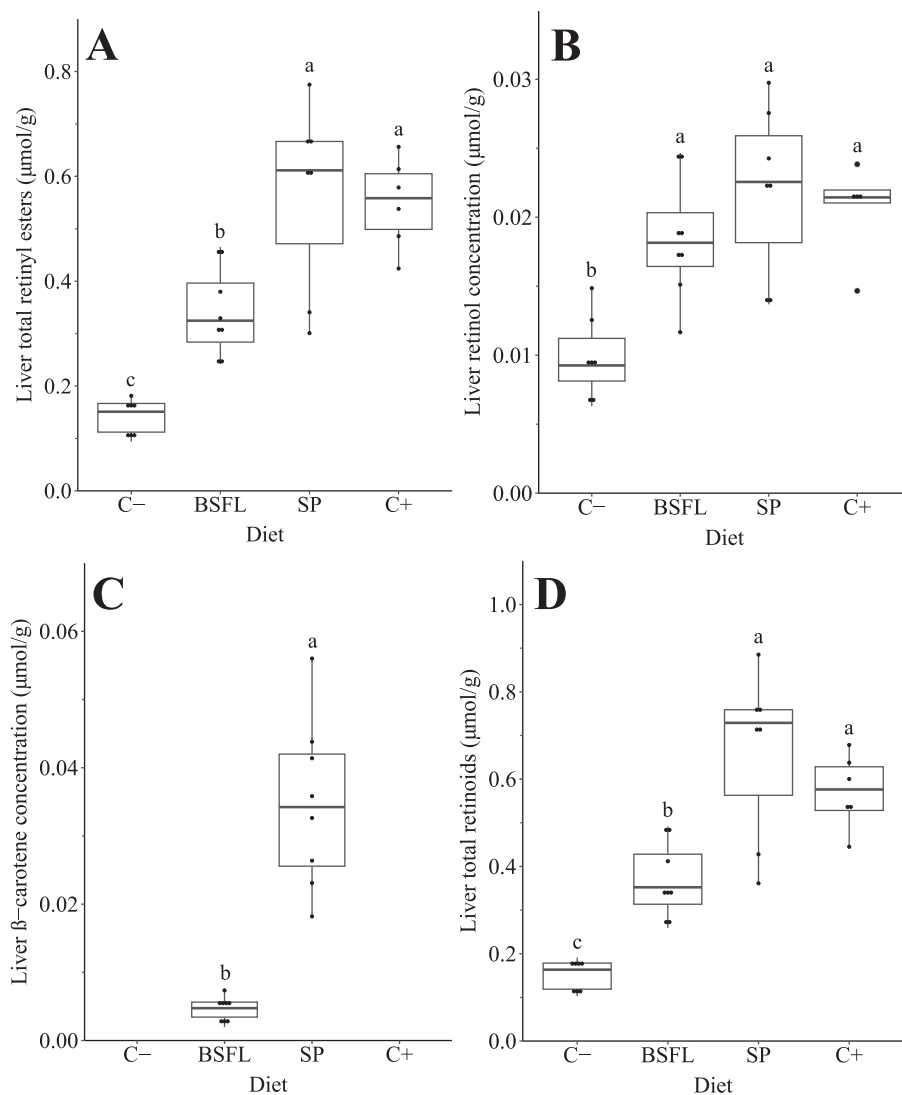 A
Liver total retinyl esters (μmol/g)
0.8
0.6
0.4
0.2
0.0
c
b
a
a
C− BSFL SP C+
Diet
B
Liver retinol concentration (μmol/g)
0.03
0.02
0.01
0.00
b
a
a
a
C− BSFL SP C+
Diet
C
Liver ß−carotene concentration (μmol/g)
0.06
0.04
0.02
0.00
b
a
C− BSFL SP C+
Diet
D
Liver total retinoids (μmol/g)
1.0
0.8
0.6
0.4
0.2
0.0
c
b
a
a
C− BSFL SP C+
Diet